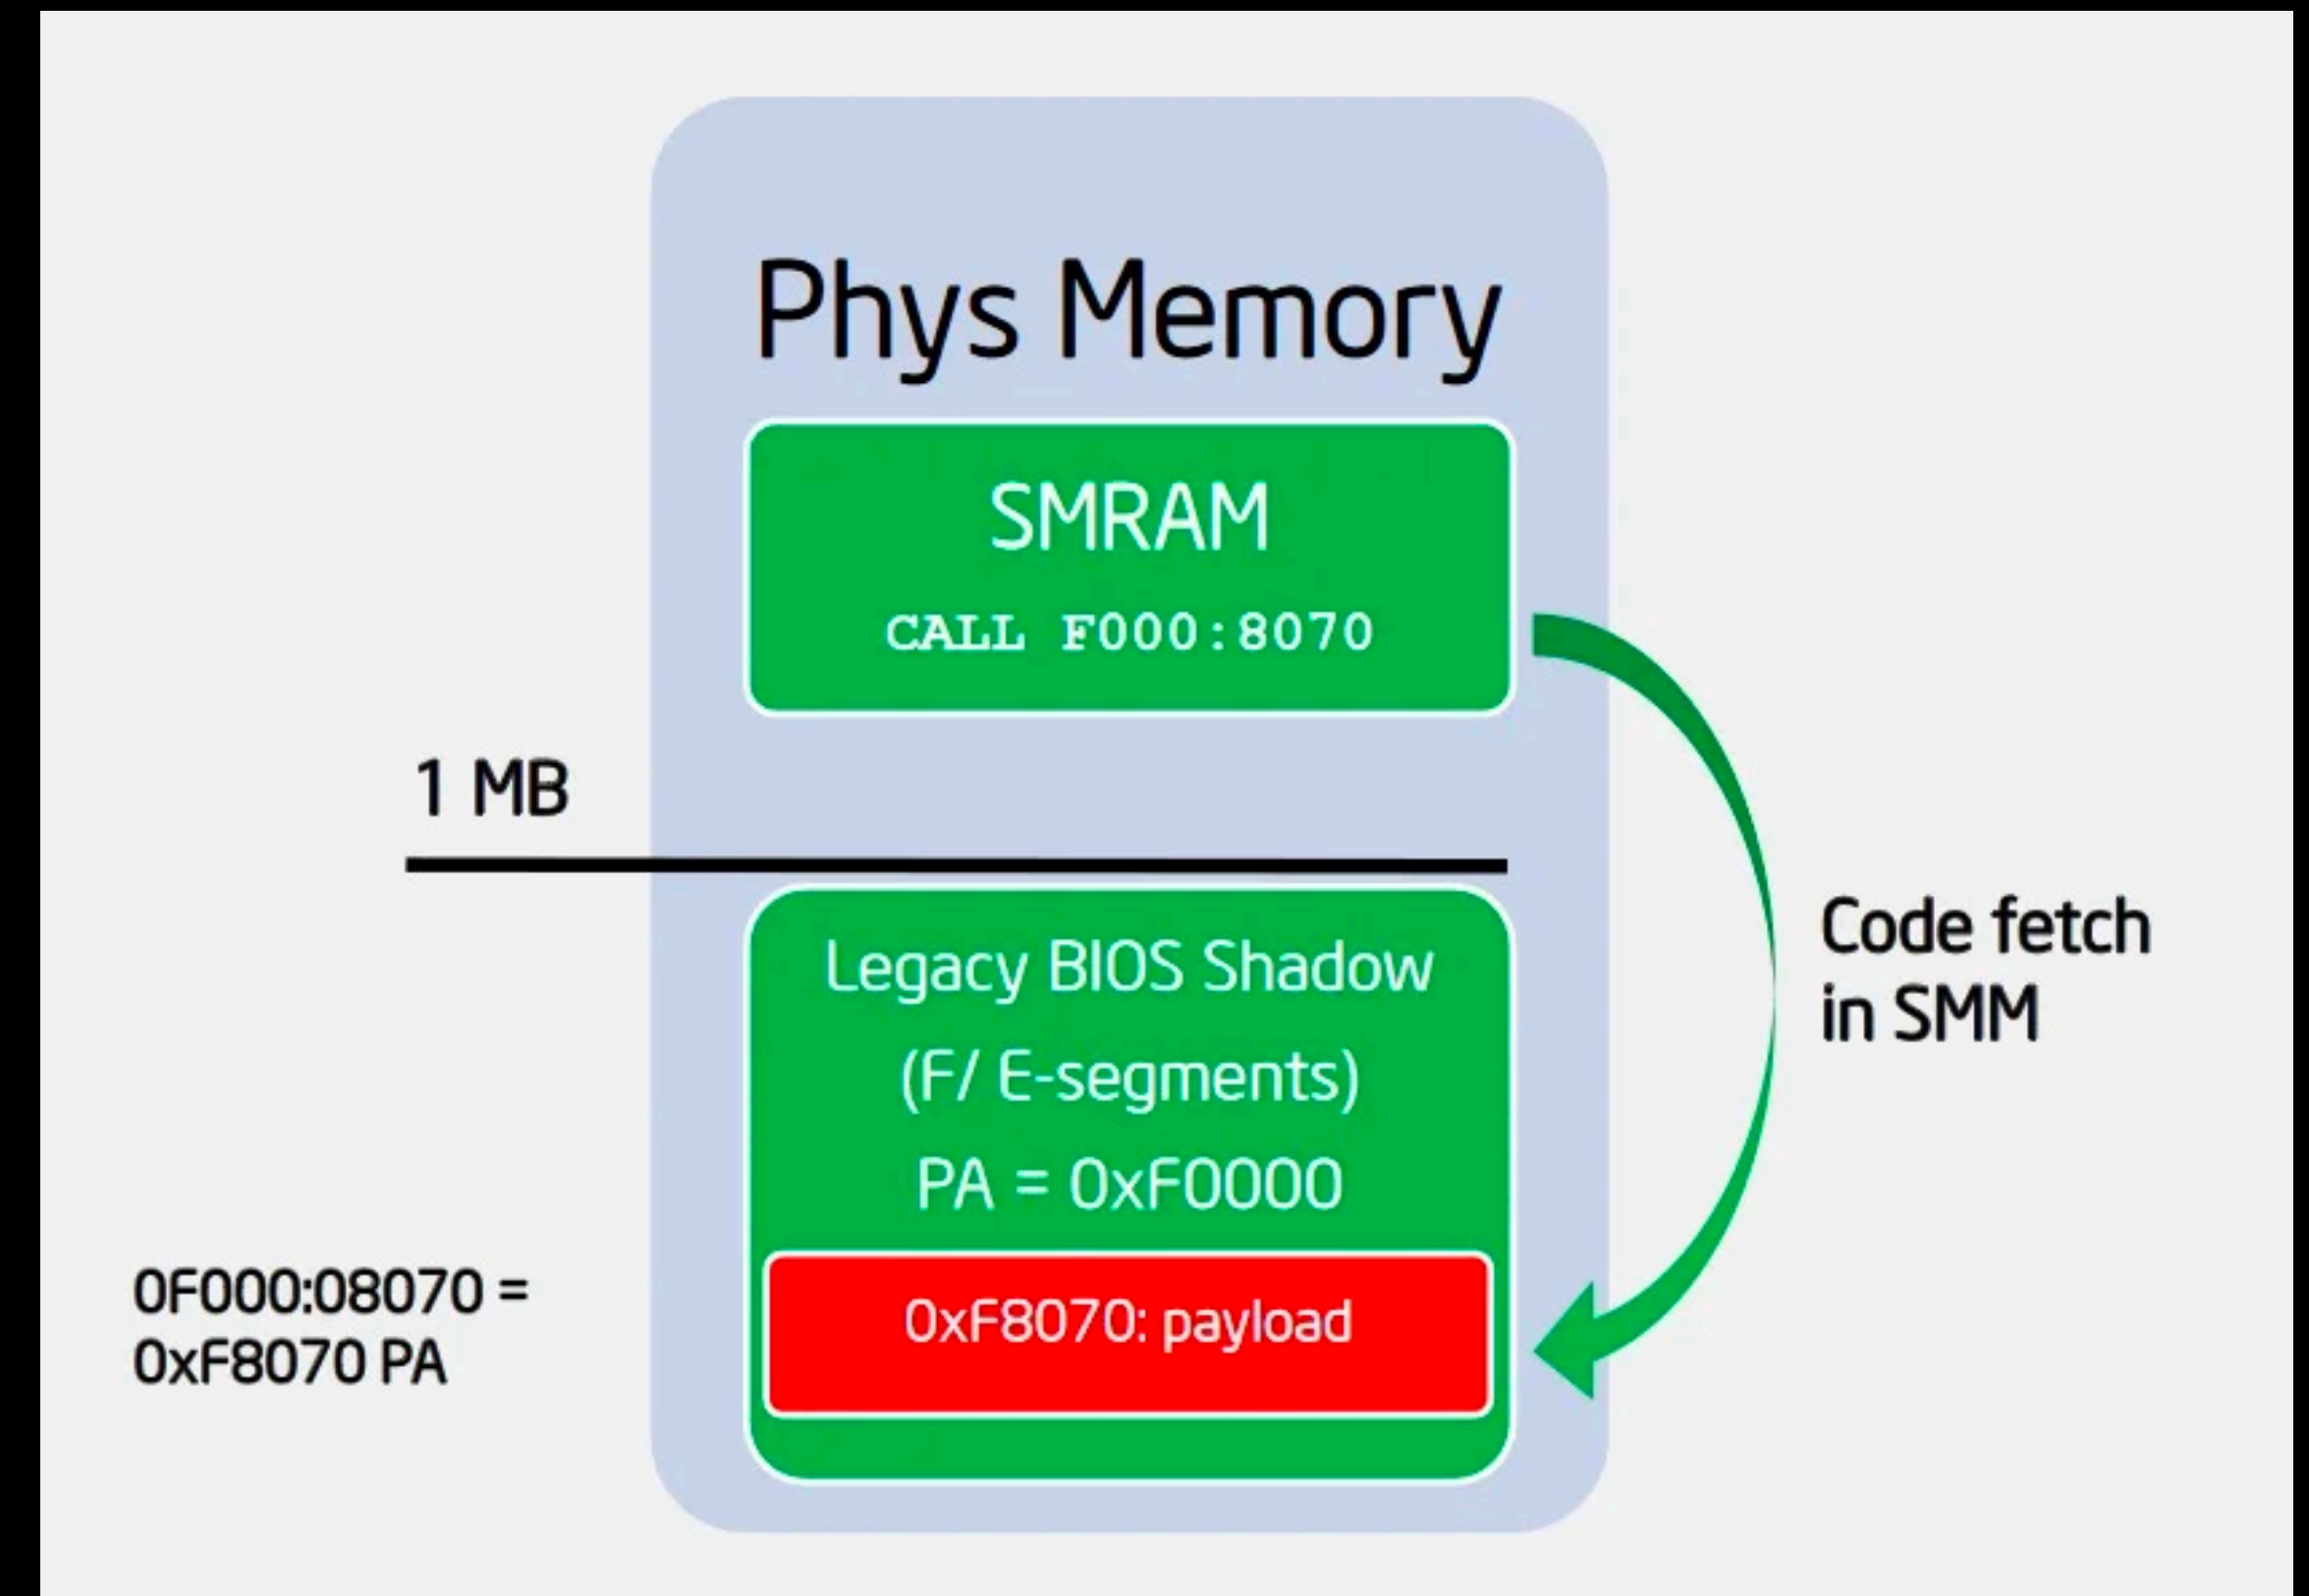 Phys Memory
SMRAM
CALL F000:8070
1 MB
Legacy BIOS Shadow
(F/ E-segments)
PA = 0xF0000
0xF8070: payload
Code fetch
in SMM
0F000:08070 =
0xF8070 PA